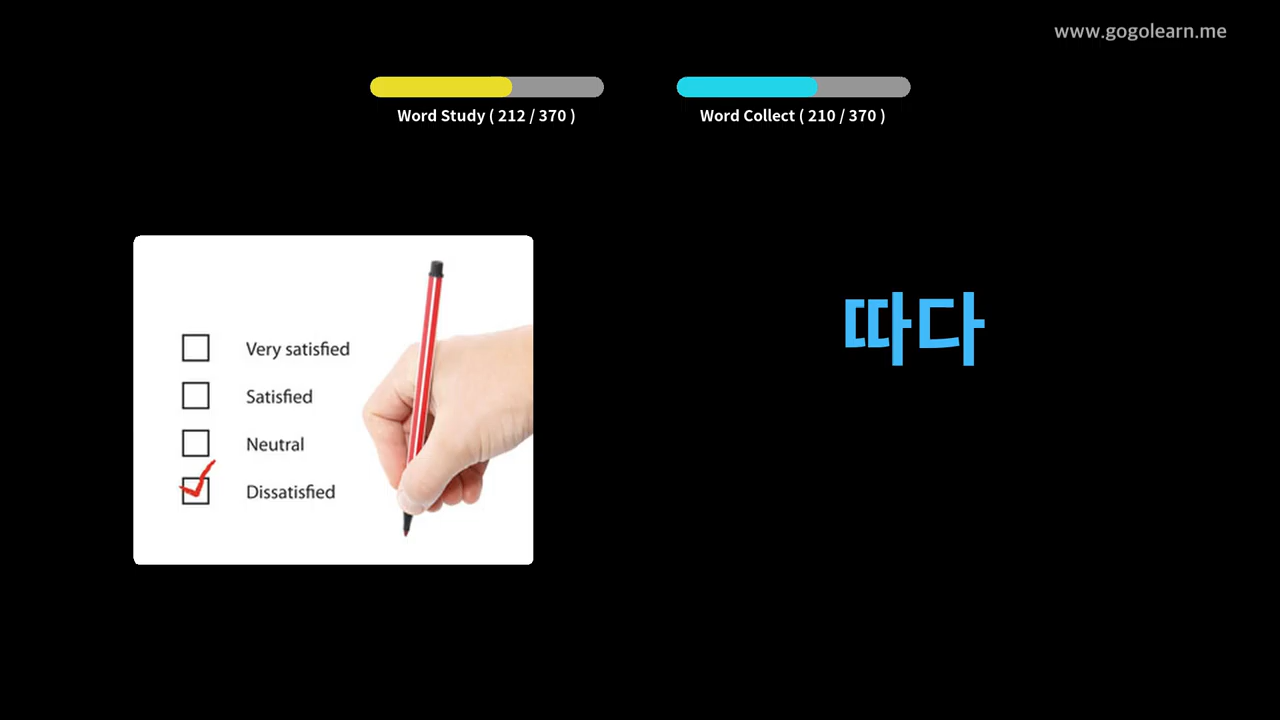 www.gogolearn.me
Word Study ( 212 / 370 )
Word Collect ( 210 / 370 )
Very satisfied
Satisfied
Neutral
Dissatisfied
따다